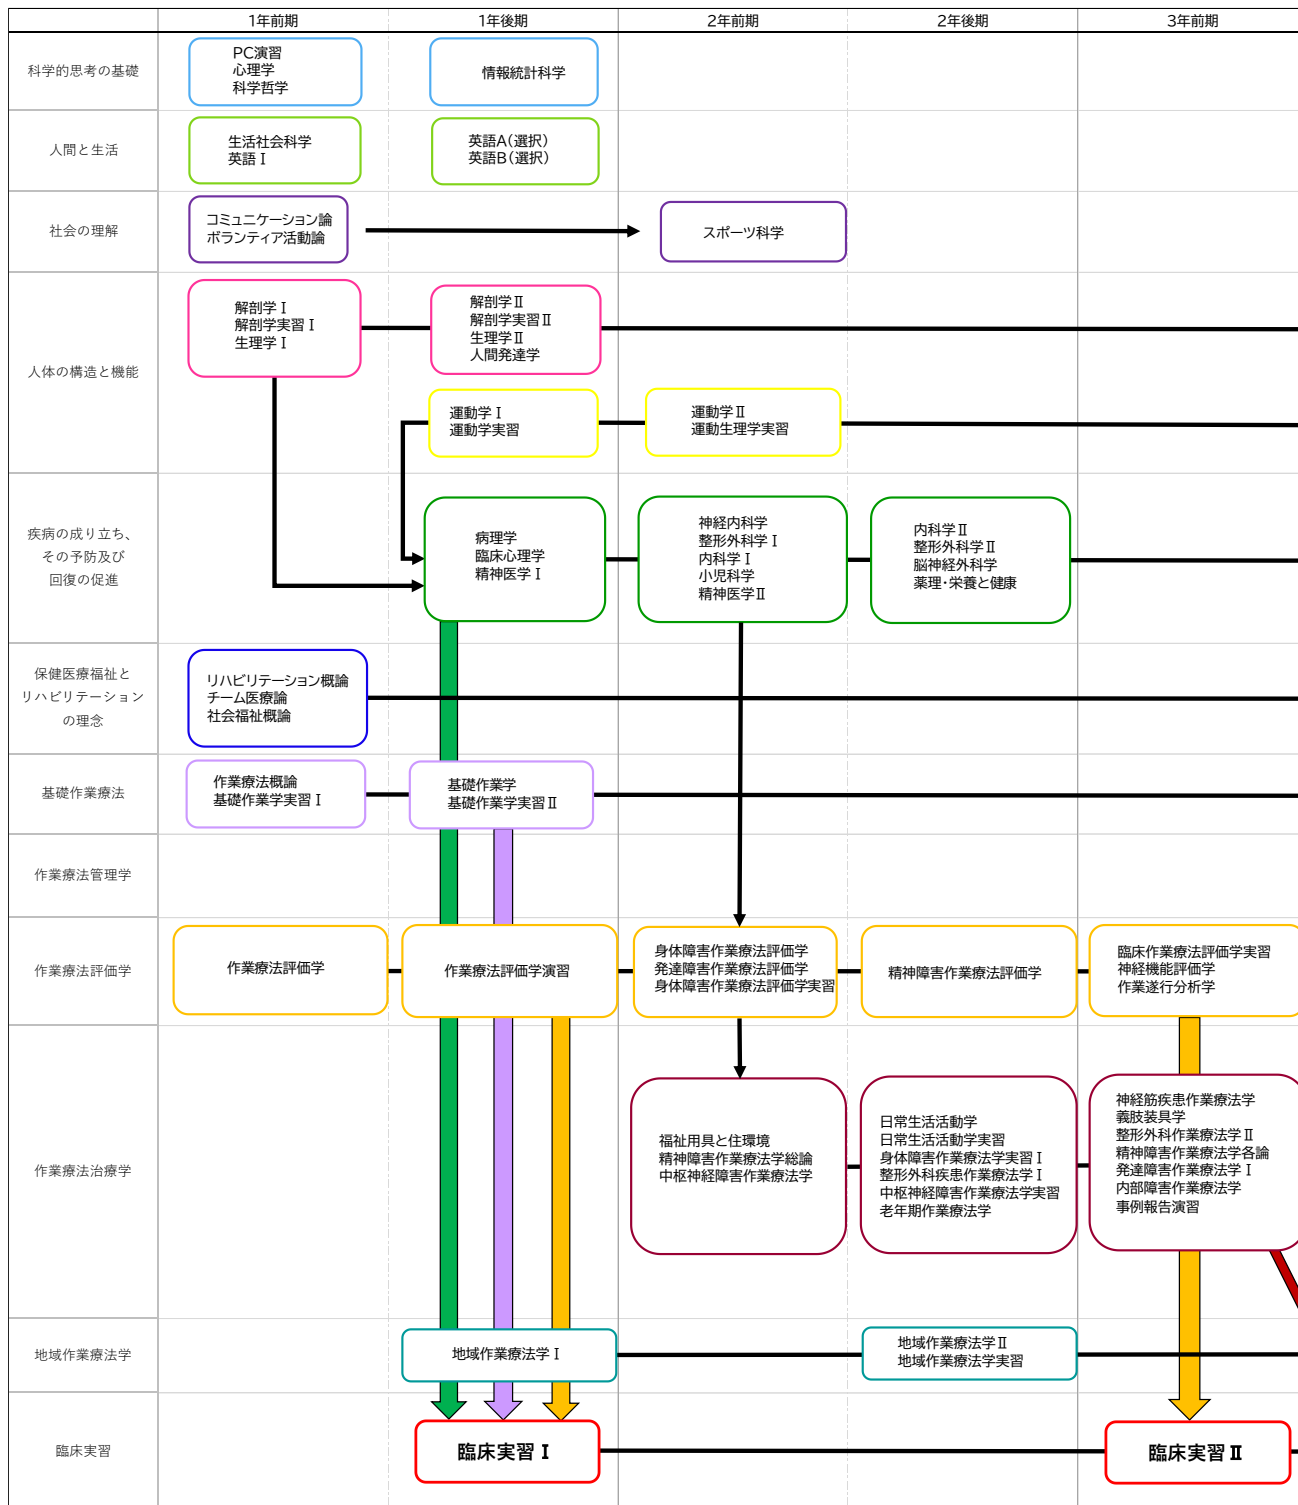 1年前期
1年後期
2年前期
2年後期
3年前期
科学的思考の基礎
PC演習
心理学
科学哲学
情報統計科学
人間と生活
生活社会科学
英語Ⅰ
英語A(選択)
英語B(選択)
社会の理解
コミュニケーション論
ボランティア活動論
スポーツ科学
人体の構造と機能
解剖学Ⅰ
解剖学実習Ⅰ
生理学Ⅰ
解剖学Ⅱ
解剖学実習Ⅱ
生理学Ⅱ
人間発達学
運動学Ⅰ
運動学実習
運動学Ⅱ
運動生理学実習
疾病の成り立ち、
その予防及び
回復の促進
病理学
臨床心理学
精神医学Ⅰ
神経内科学
整形外科学Ⅰ
内科学Ⅰ
小児科学
精神医学Ⅱ
内科学Ⅱ
整形外科学Ⅱ
脳神経外科学
薬理・栄養と健康
保健医療福祉と
リハビリテーション
の理念
リハビリテーション概論
チーム医療論
社会福祉概論
基礎作業療法
作業療法概論
基礎作業学実習Ⅰ
基礎作業学
基礎作業学実習Ⅱ
作業療法管理学
作業療法評価学
作業療法評価学
作業療法評価学演習
身体障害作業療法評価学
発達障害作業療法評価学
身体障害作業療法評価学実習
精神障害作業療法評価学
臨床作業療法評価学実習
神経機能評価学
作業遂行分析学
作業療法治療学
福祉用具と住環境
精神障害作業療法学総論
中枢神経障害作業療法学
日常生活活動学
日常生活活動学実習
身体障害作業療法学実習Ⅰ
整形外科疾患作業療法学Ⅰ
中枢神経障害作業療法学実習
老年期作業療法学
神経筋疾患作業療法学
義肢装具学
整形外科作業療法学Ⅱ
精神障害作業療法学各論
発達障害作業療法学Ⅰ
内部障害作業療法学
事例報告演習
地域作業療法学
地域作業療法学Ⅰ
地域作業療法学Ⅱ
地域作業療法学実習
臨床実習
臨床実習Ⅰ
臨床実習Ⅱ